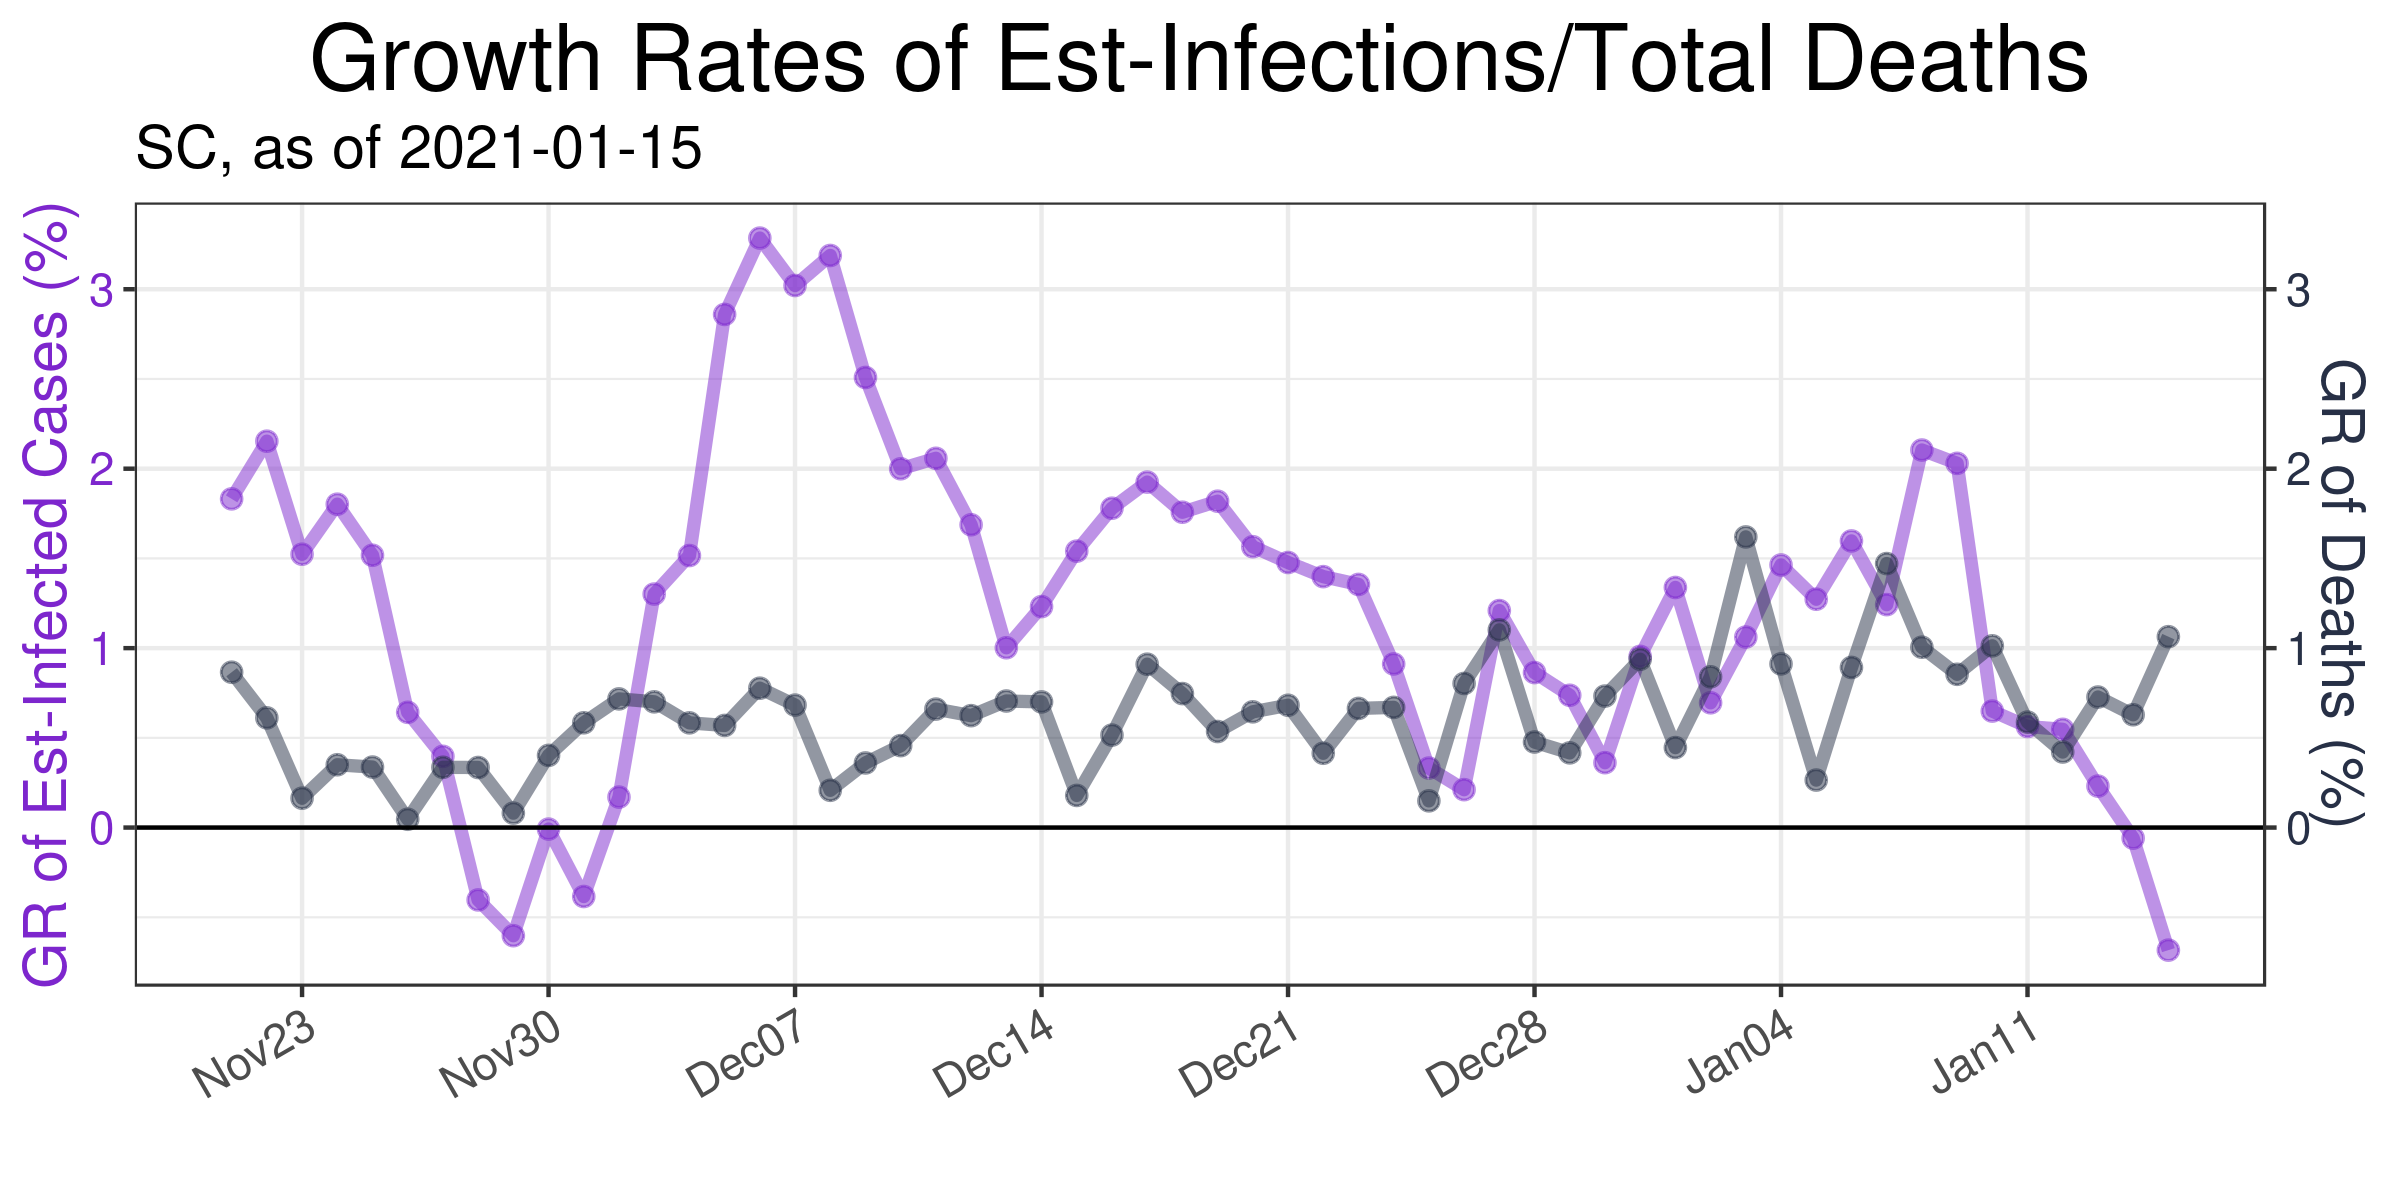 Growth Rates of Est-Infections/Total Deaths
SC, as of 2021-01-15
GR of Est-Infected Cases (%)
3
2
1
0
3
2
1
0
GR of Deaths (%)
Nov23
Nov30
Dec07
Dec14
Dec21
Dec28
Jan04
Jan11